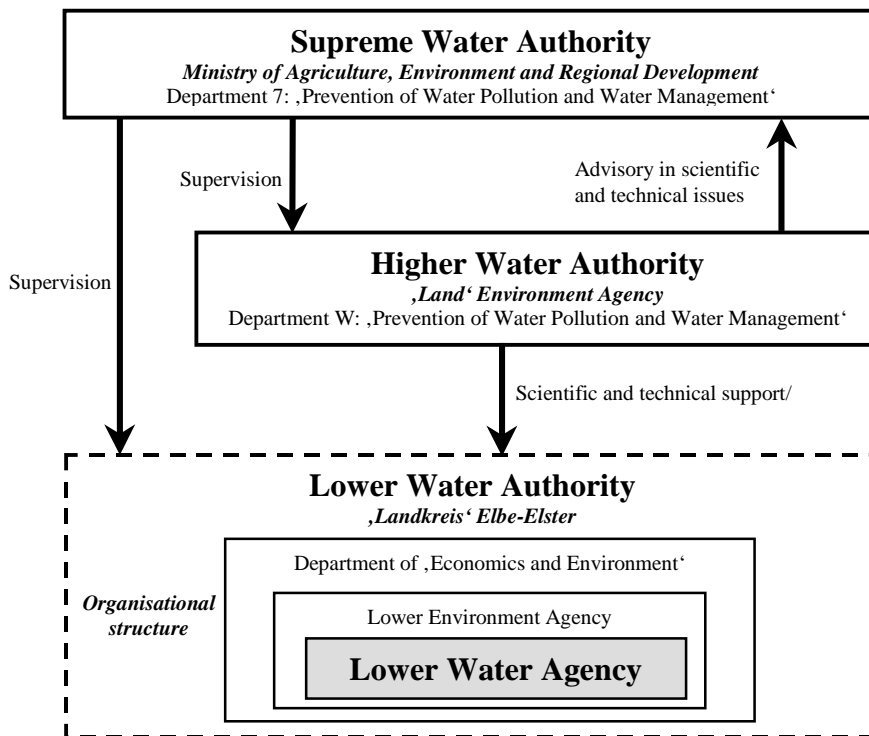 Supreme Water Authority
Ministry of Agriculture, Environment and Regional Development
Department 7: ‚Prevention of Water Pollution and Water Management‘
Supervision
Supervision
Advisory in scientific
and technical issues
Supervision
Higher Water Authority
‚Land‘ Environment Agency
Department W: ‚Prevention of Water Pollution and Water Management‘
Scientific and technical support/
Lower Water Authority
‚Landkreis‘ Elbe-Elster
Department of ‚Economics and Environment‘
Organisational
structure
Lower Environment Agency
Lower Water Agency